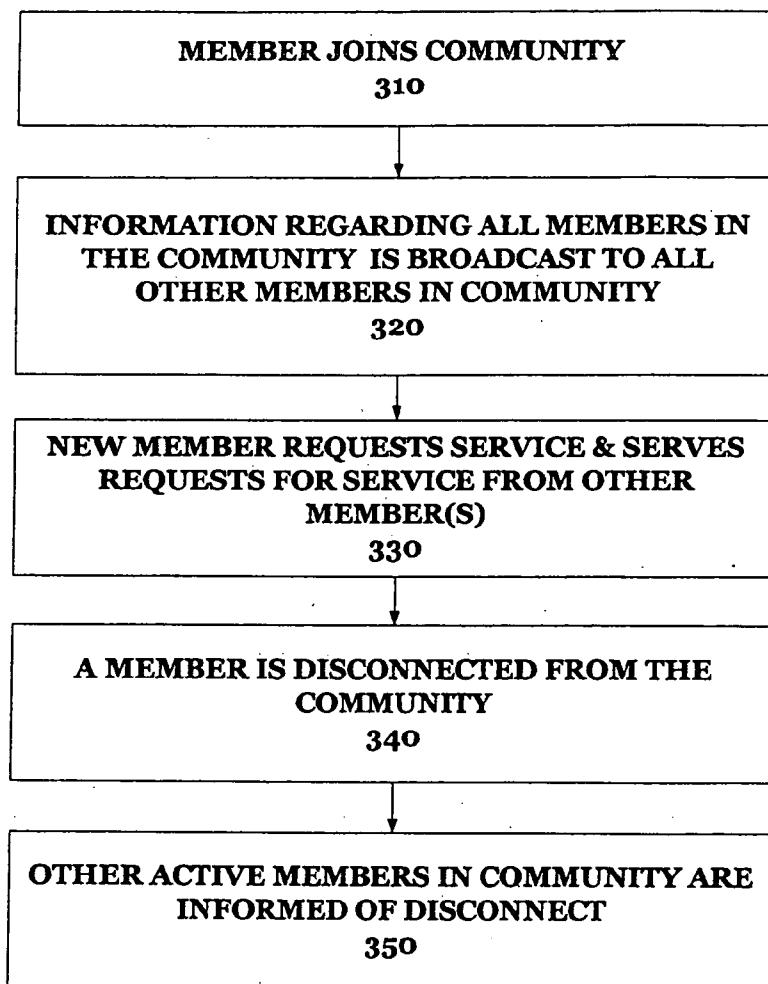 MEMBER JOINS COMMUNITY
310
INFORMATION REGARDING ALL MEMBERS IN
THE COMMUNITY IS BROADCAST TO ALL
OTHER MEMBERS IN COMMUNITY
320
NEW MEMBER REQUESTS SERVICE & SERVES
REQUESTS FOR SERVICE FROM OTHER
MEMBER(S)
330
A MEMBER IS DISCONNECTED FROM THE
COMMUNITY
340
OTHER ACTIVE MEMBERS IN COMMUNITY ARE
INFORMED OF DISCONNECT
350